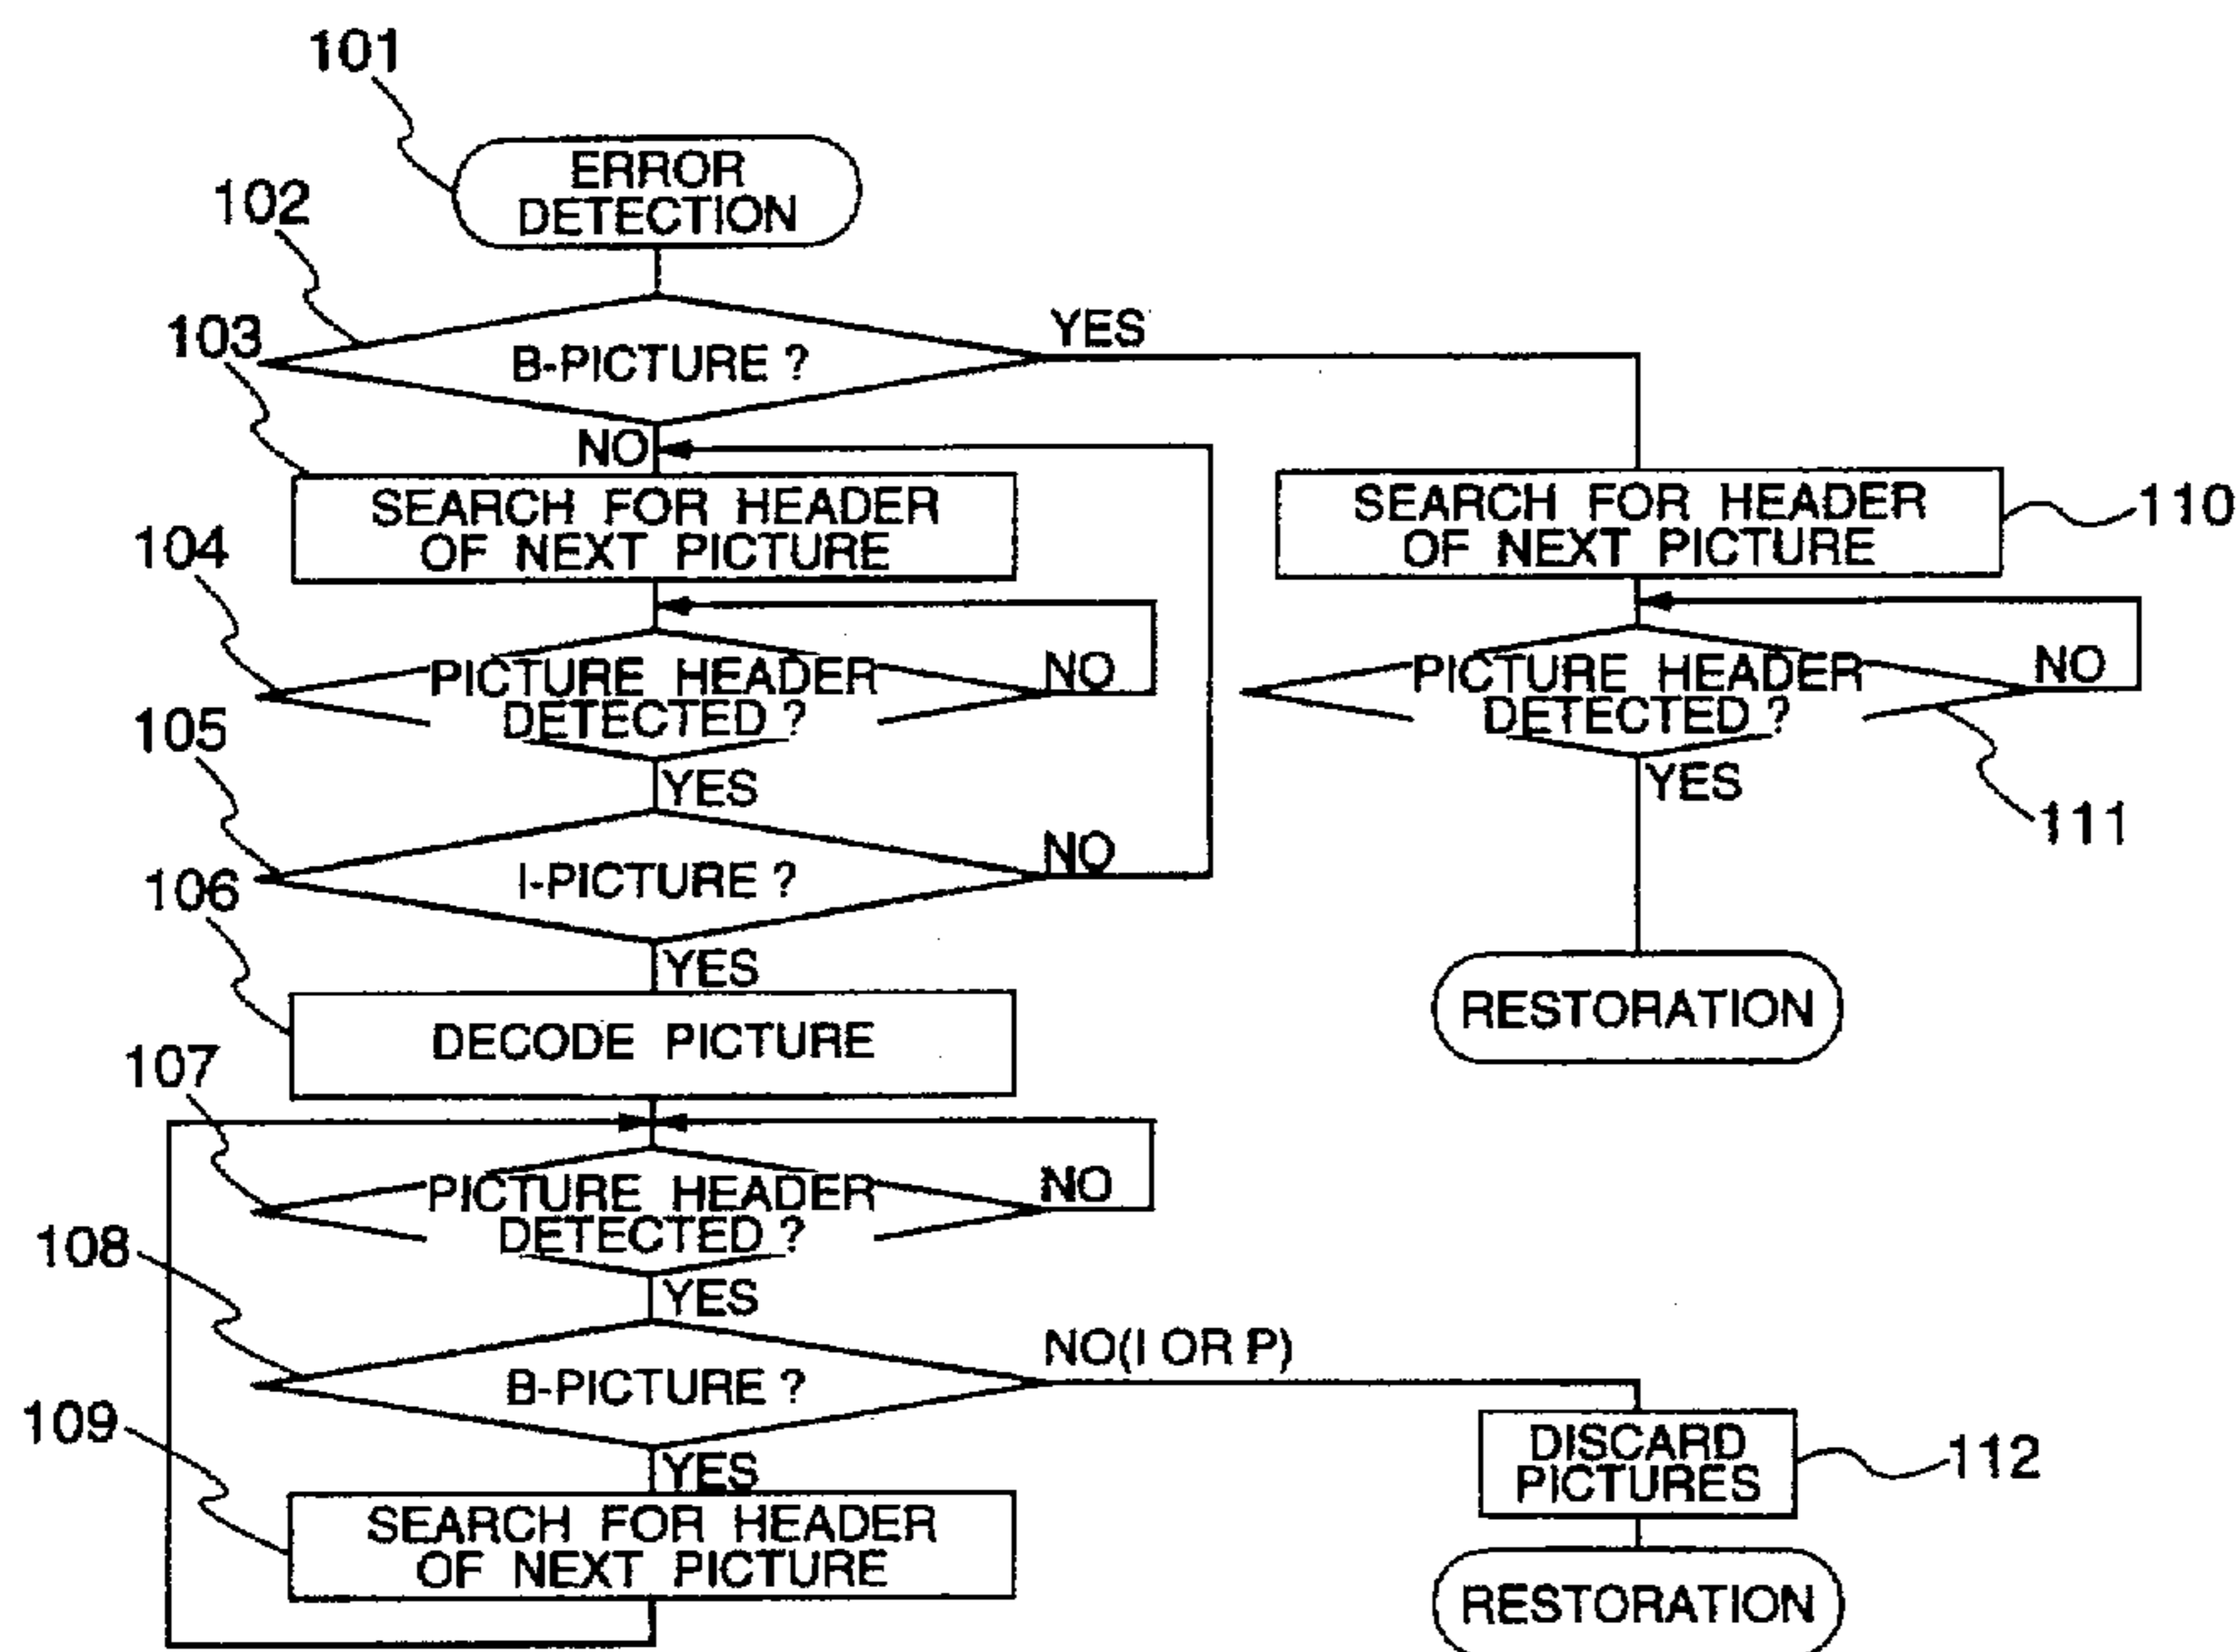 101
ERROR
DETECTION
102
B-PICTURE ?
YES
103
NO
SEARCH FOR HEADER
OF NEXT PICTURE
SEARCH FOR HEADER
OF NEXT PICTURE
110
104
PICTURE HEADER
DETECTED ?
NO
YES
PICTURE HEADER
DETECTED ?
NO
YES
111
105
I-PICTURE ?
NO
YES
106
DECODE PICTURE
RESTORATION
107
PICTURE HEADER
DETECTED ?
NO
YES
108
B-PICTURE ?
NO(I OR P)
YES
109
SEARCH FOR HEADER
OF NEXT PICTURE
DISCARD
PICTURES
112
RESTORATION